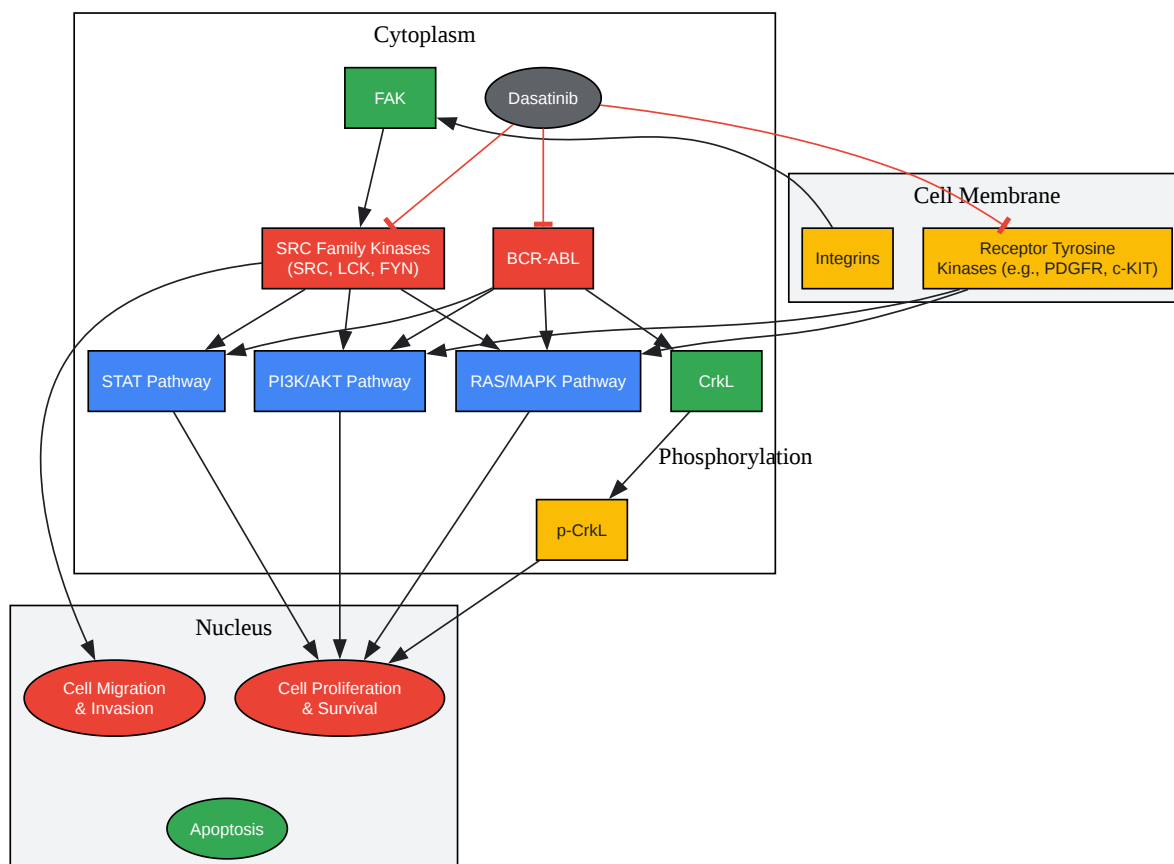 Cytoplasm
FAK
Dasatinib
Cell Membrane
SRC Family Kinases
(SRC, LCK, FYN)
BCR-ABL
Integrins
Receptor Tyrosine
Kinases (e.g., PDGFR, c-KIT)
STAT Pathway
PI3K/AKT Pathway
RAS/MAPK Pathway
CrkL
Phosphorylation
p-CrkL
Nucleus
Cell Migration
& Invasion
Cell Proliferation
& Survival
Apoptosis